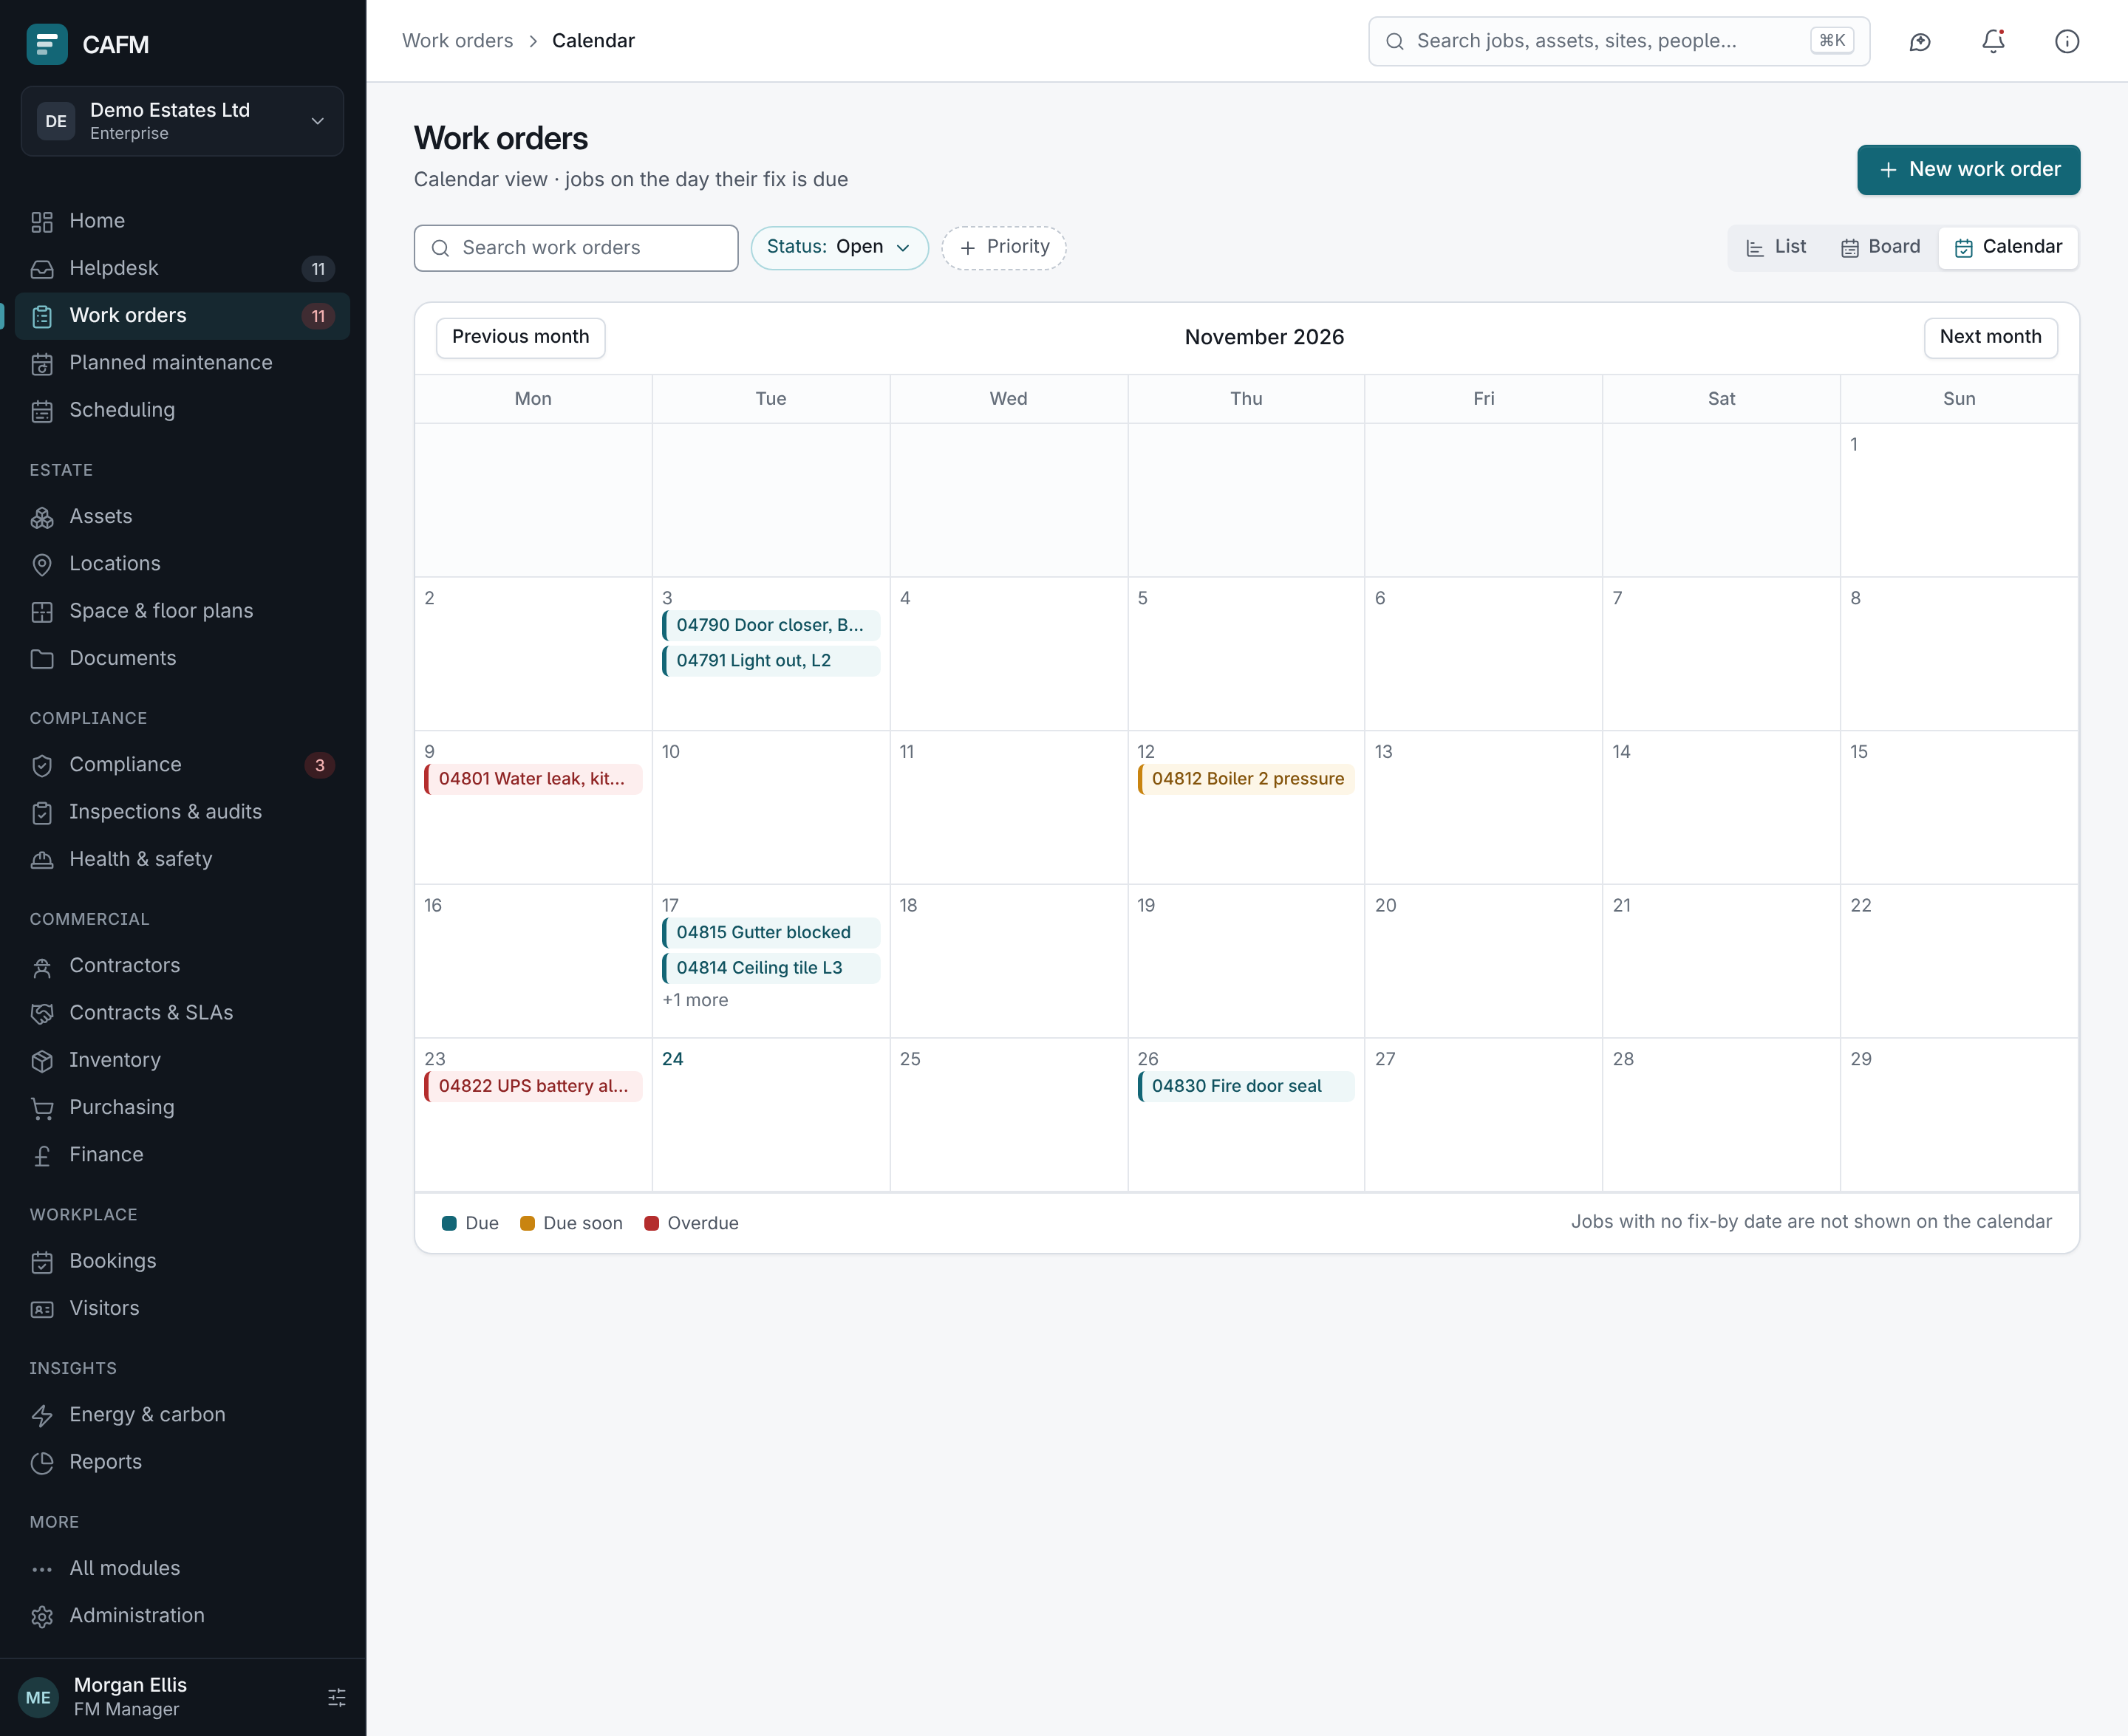 CAFM
DE
Demo Estates Ltd
Enterprise
Home
Helpdesk 11
Work orders 11
Planned maintenance
Scheduling
ESTATE
Assets
Locations
Space & floor plans
Documents
COMPLIANCE
Compliance 3
Inspections & audits
Health & safety
COMMERCIAL
Contractors
Contracts & SLAs
Inventory
Purchasing
Finance
WORKPLACE
Bookings
Visitors
INSIGHTS
Energy & carbon
Reports
MORE
All modules
Administration
ME
Morgan Ellis
FM Manager
Work orders > Calendar
Search jobs, assets, sites, people... ⌘K
Work orders
Calendar view · jobs on the day their fix is due
+ New work order
Search work orders
Status: Open
+ Priority
List
Board
Calendar
Previous month
November 2026
Next month
Mon Tue Wed Thu Fri Sat Sun
1
2 3 4 5 6 7 8
04790 Door closer, B...
04791 Light out, L2
9 10 11 12 13 14 15
04801 Water leak, kit... 04812 Boiler 2 pressure
16 17 18 19 20 21 22
04815 Gutter blocked
04814 Ceiling tile L3
+1 more
23 24 25 26 27 28 29
04822 UPS battery al... 04830 Fire door seal
Due Due soon Overdue
Jobs with no fix-by date are not shown on the calendar